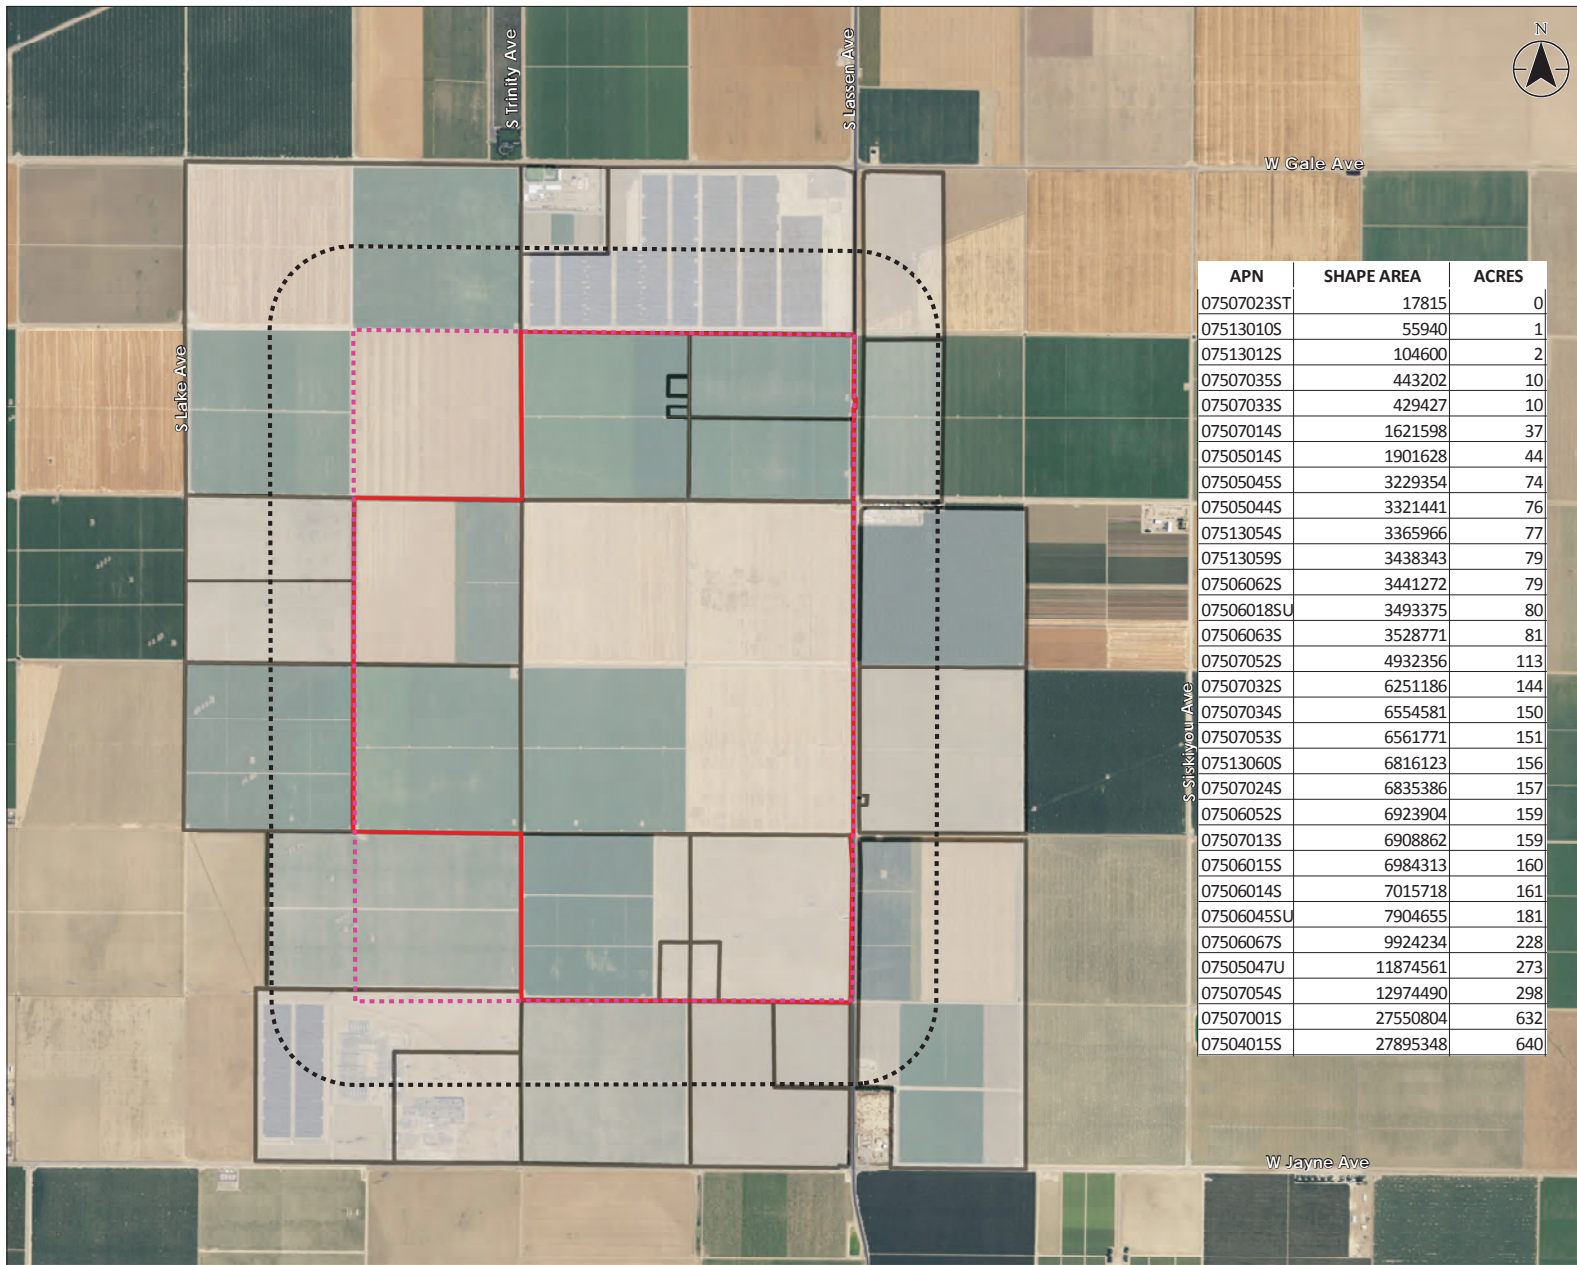 N
S Trinity Ave
S Lassen Ave
W Gale Ave
S Lake Ave
S Siskiyou Ave
W Jayne Ave
APN SHAPE AREA ACRES
07507023ST 17815 0
07513010S 55940 1
07513012S 104600 2
07507035S 443202 10
07507033S 429427 10
07507014S 1621598 37
07505014S 1901628 44
07505045S 3229354 74
07505044S 3321441 76
07513054S 3365966 77
07513059S 3438343 79
07506062S 3441272 79
07506018SU 3493375 80
07506063S 3528771 81
07507052S 4932356 113
07507032S 6251186 144
07507034S 6554581 150
07507053S 6561771 151
07513060S 6816123 156
07507024S 6835386 157
07506052S 6923904 159
07507013S 6908862 159
07506015S 6984313 160
07506014S 7015718 161
07506045SU 7904655 181
07506067S 9924234 228
07505047U 11874561 273
07507054S 12974490 298
07507001S 27550804 632
07504015S 27895348 640